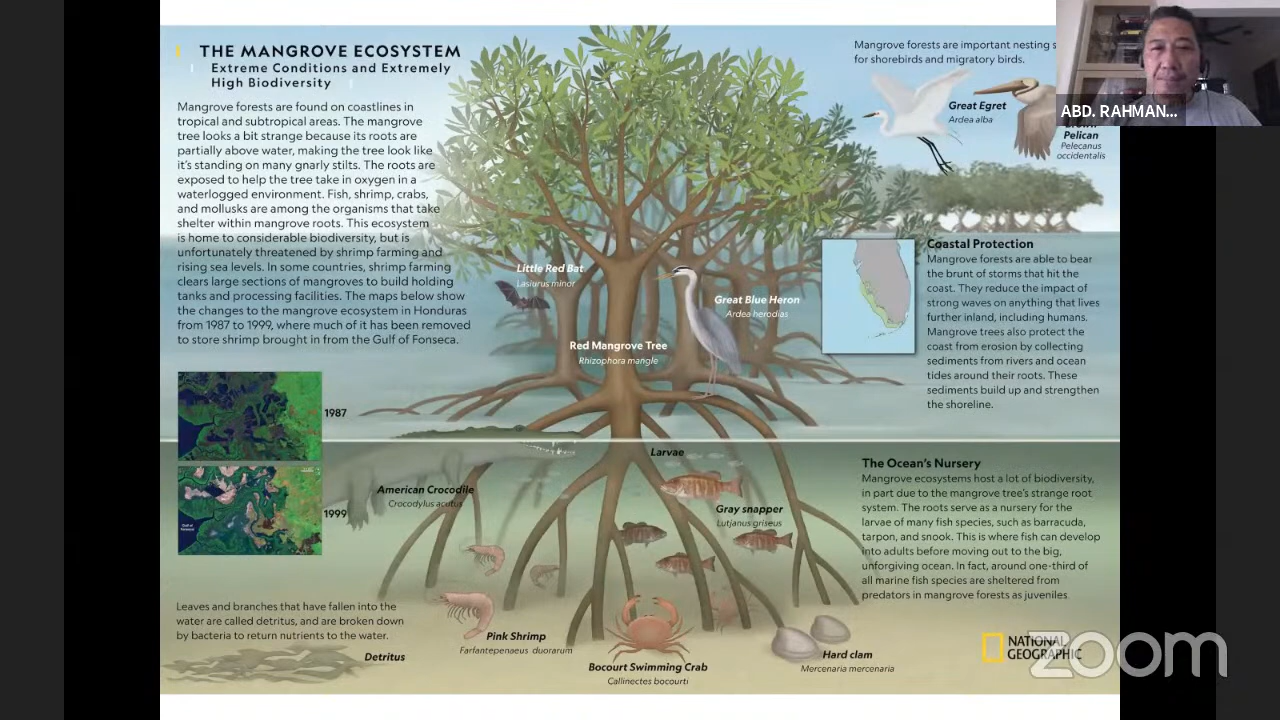 THE MANGROVE ECOSYSTEM
Extreme Conditions and Extremely
High Biodiversity
Mangrove forests are found on coastlines in
tropical and subtropical areas. The mangrove
tree looks a bit strange because its roots are
partially above water, making the tree look like
it's standing on many gnarly stilts. The roots are
exposed to help the tree take in oxygen in a
waterlogged environment. Fish, shrimp, crabs,
and mollusks are among the organisms that take
shelter within mangrove roots. This ecosystem
is home to considerable biodiversity, but is
unfortunately threatened by shrimp farming and
rising sea levels. In some countries, shrimp farming
clears large sections of mangroves to build holding
tanks and processing facilities. The maps below show
the changes to the mangrove ecosystem in Honduras
from 1987 to 1999, where much of it has been removed
to store shrimp brought in from the Gulf of Fonseca.
1987
1999
Gulf of
Fonseca
Leaves and branches that have fallen into the
water are called detritus, and are broken down
by bacteria to return nutrients to the water.
Detritus
Little Red Bat
Lasiurus minor
Great Blue Heron
Ardea herodias
Red Mangrove Tree
Rhizophora mangle
Larvae
American Crocodile
Crocodylus acutus
Gray snapper
Lutjanus griseus
Pink Shrimp
Farfantepenaeus duorarum
Bocourt Swimming Crab
Callinectes bocourti
Hard clam
Mercenaria mercenaria
Mangrove forests are important nesting
for shorebirds and migratory birds.
Great Egret
Ardea alba
Pelican
Pelecanus
occidentalis
ABD. RAHMAN...
Coastal Protection
Mangrove forests are able to bear
the brunt of storms that hit the
coast. They reduce the impact of
strong waves on anything that lives
further inland, including humans.
Mangrove trees also protect the
coast from erosion by collecting
sediments from rivers and ocean
tides around their roots. These
sediments build up and strengthen
the shoreline.
The Ocean's Nursery
Mangrove ecosystems host a lot of biodiversity,
in part due to the mangrove tree's strange root
system. The roots serve as a nursery for the
larvae of many fish species, such as barracuda,
tarpon, and snook. This is where fish can develop
into adults before moving out to the big,
unforgiving ocean. In fact, around one-third of
all marine fish species are sheltered from
predators in mangrove forests as juveniles.
NATIONAL
GEOGRAPHIC
zoom